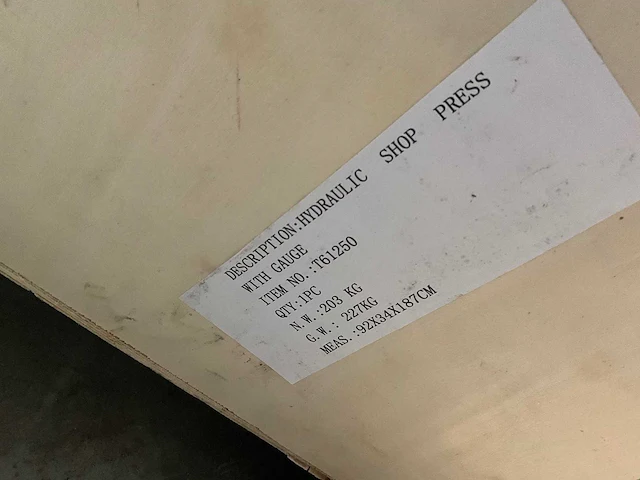 DESCRIPTION:HYDRAULIC SHOP PRESS
WITH GAUGE
ITEM NO.:T61250
QTY:1PC
N.W.:203 KG
G.W.: 227KG
MEAS.:92X34X187CM